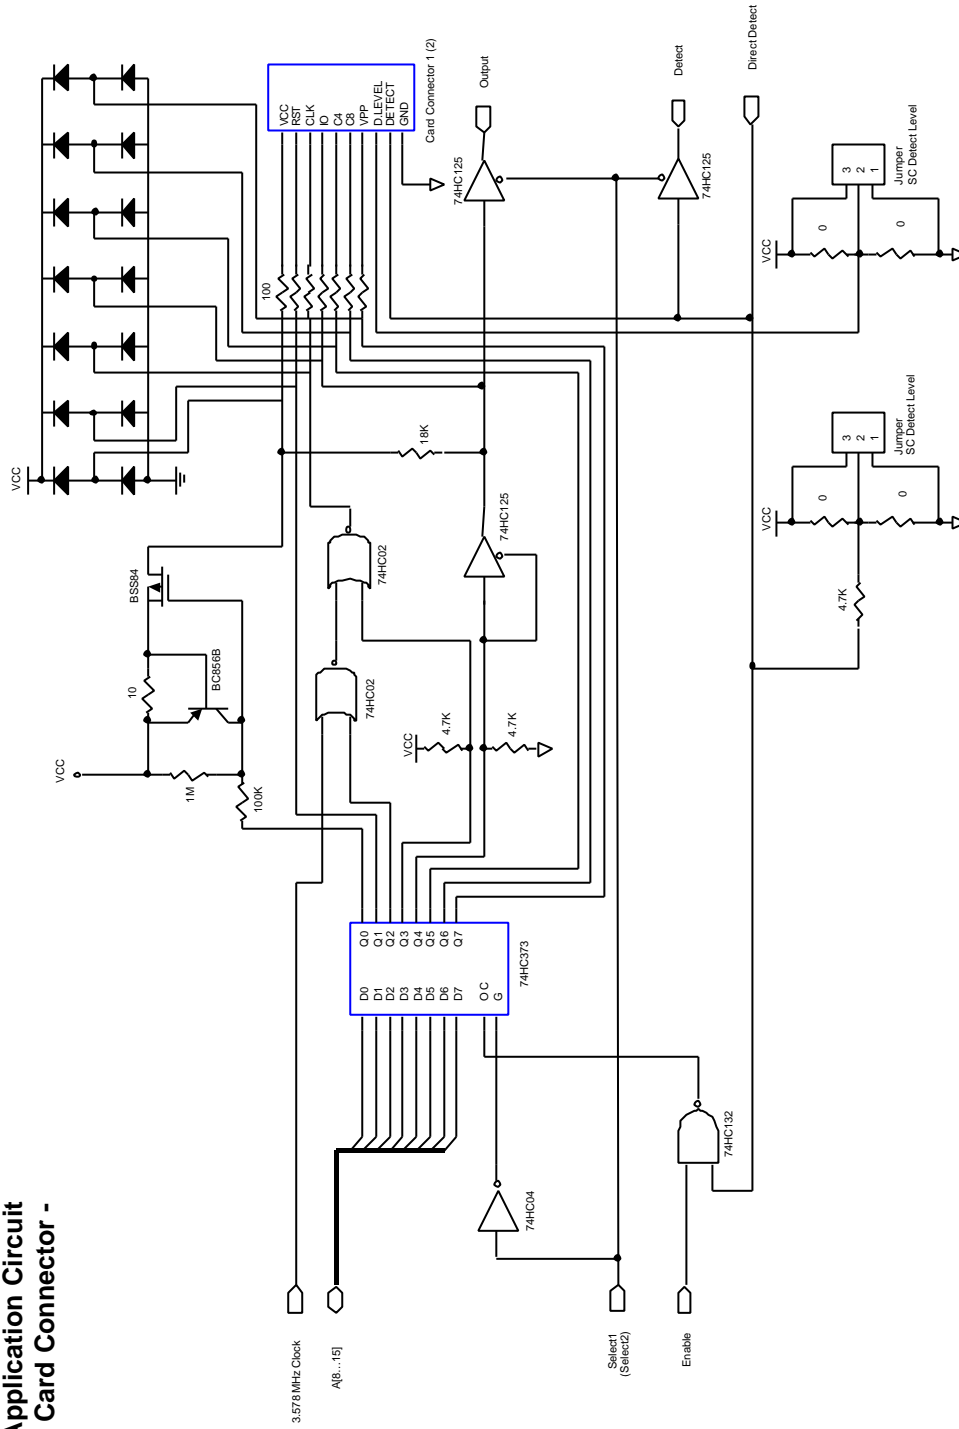 Application Circuit
Card Connector -
VCC
VCC
10
BSS84
1M
BC856B
100K
100
VCC
RST
CLK
IO
C4
C8
VPP
D.LEVEL
DETECT
GND
Card Connector 1 (2)
3.578 MHz Clock
A[8...15]
D0 Q0
D1 Q1
D2 Q2
D3 Q3
D4 Q4
D5 Q5
D6 Q6
D7 Q7
OC
G
74HC373
74HC02
74HC02
VCC
4.7K
4.7K
18K
74HC125
74HC125
Output
74HC04
Select1
(Select2)
Detect
Enable
74HC125
74HC132
Direct Detect
VCC
0
0
3
2
1
Jumper
SC Detect Level
4.7K
VCC
0
0
3
2
1
Jumper
SC Detect Level